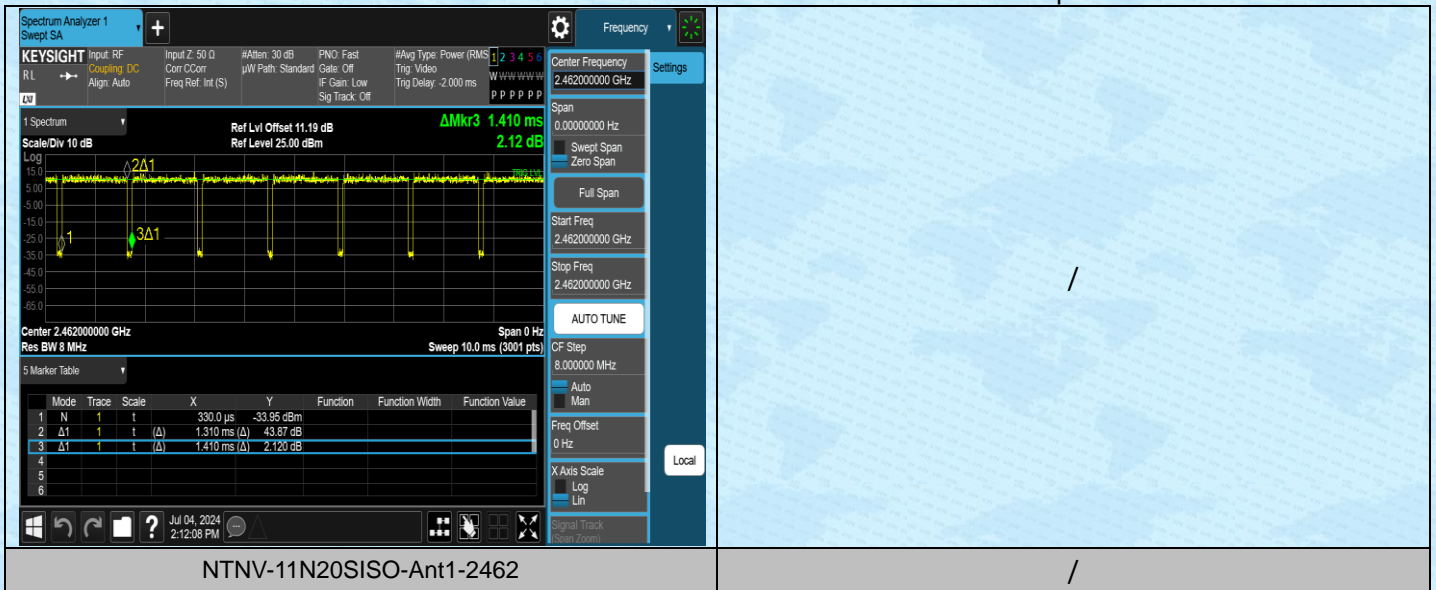 Spectrum Analyzer 1
Swept SA
+
Frequency
KEYSIGHT
RL
LXI
Input: RF
Coupling: DC
Align: Auto
Input Z: 50 Ω
Corr CCorr
Freq Ref: Int (S)
#Atten: 30 dB
µW Path: Standard
PNO: Fast
Gate: Off
IF Gain: Low
Sig Track: Off
#Avg Type: Power (RMS
Trig: Video
Trig Delay: -2.000 ms
1 2 3 4 5 6
W W W W W W
P P P P P P
1 Spectrum
Scale/Div 10 dB
Ref Lvl Offset 11.19 dB
Ref Level 25.00 dBm
ΔMkr3 1.410 ms
2.12 dB
Log
15.0
5.00
-5.00
-15.0
-25.0
-35.0
-45.0
-55.0
-65.0
2Δ1
TRIG LVL
1
3Δ1
Center 2.462000000 GHz
Res BW 8 MHz
Span 0 Hz
Sweep 10.0 ms (3001 pts)
5 Marker Table
Mode Trace Scale X Y Function Function Width Function Value
1 N 1 t 330.0 µs -33.95 dBm
2 Δ1 1 t (Δ) 1.310 ms (Δ) 43.87 dB
3 Δ1 1 t (Δ) 1.410 ms (Δ) 2.120 dB
4
5
6
?
Jul 04, 2024
2:12:08 PM
Center Frequency
2.462000000 GHz
Span
0.00000000 Hz
Swept Span
Zero Span
Full Span
Start Freq
2.462000000 GHz
Stop Freq
2.462000000 GHz
AUTO TUNE
CF Step
8.000000 MHz
Auto
Man
Freq Offset
0 Hz
X Axis Scale
Log
Lin
Signal Track
(Span Zoom)
Settings
Local
/
NTNV-11N20SISO-Ant1-2462
/